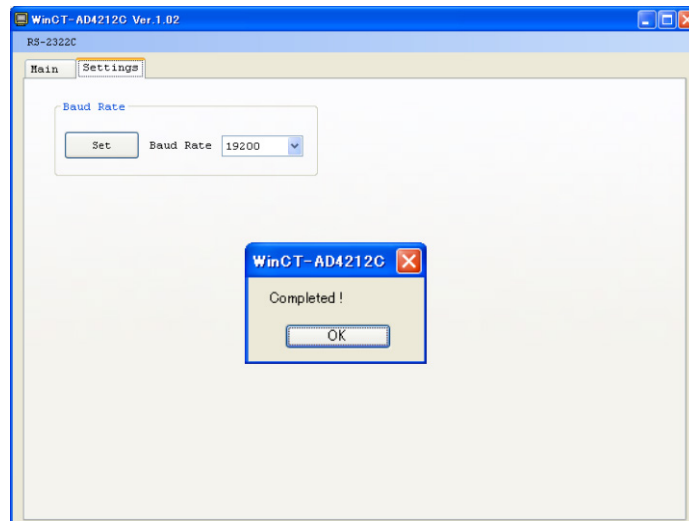 WinCT-AD4212C Ver.1.02
RS-2322C
Main Settings
Baud Rate
Set Baud Rate 19200
WinCT-AD4212C
Completed !
OK